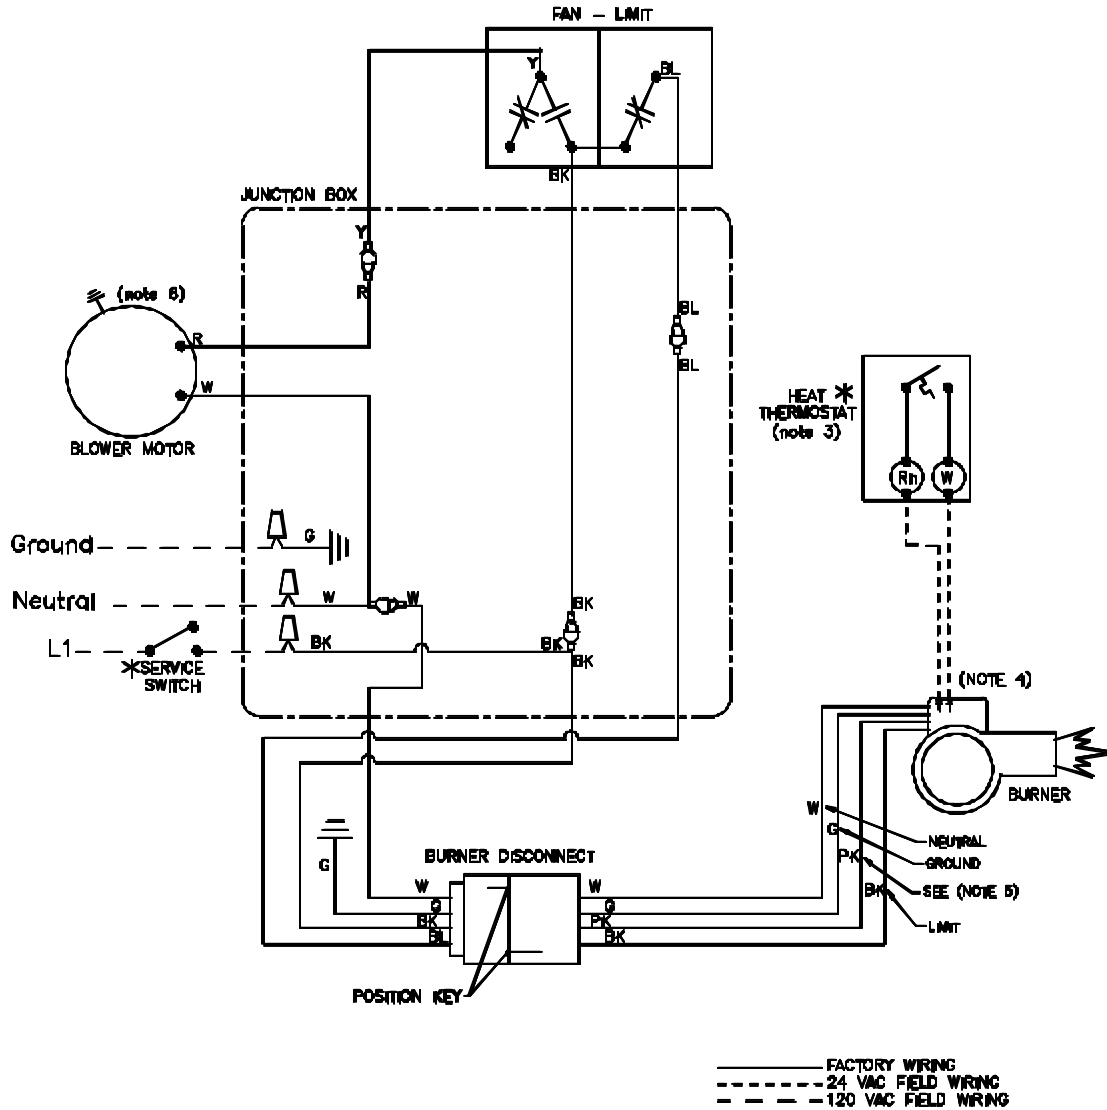 FAN - LIMIT
Y
BL
BK
JUNCTION BOX
Y
R
(note 6)
R
W
BLOWER MOTOR
BL
BL
HEAT *
THERMOSTAT
(note 3)
Rh
W
Ground
G
Neutral
W
W
BK
L1
BK
BK
BK
*SERVICE
SWITCH
(NOTE 4)
BURNER
W
NEUTRAL
G
GROUND
PK
SEE (NOTE 5)
BK
LIMIT
BURNER DISCONNECT
G
W
W
G
G
BK
PK
BL
BK
POSITION KEY
FACTORY WIRING
24 VAC FIELD WIRING
120 VAC FIELD WIRING